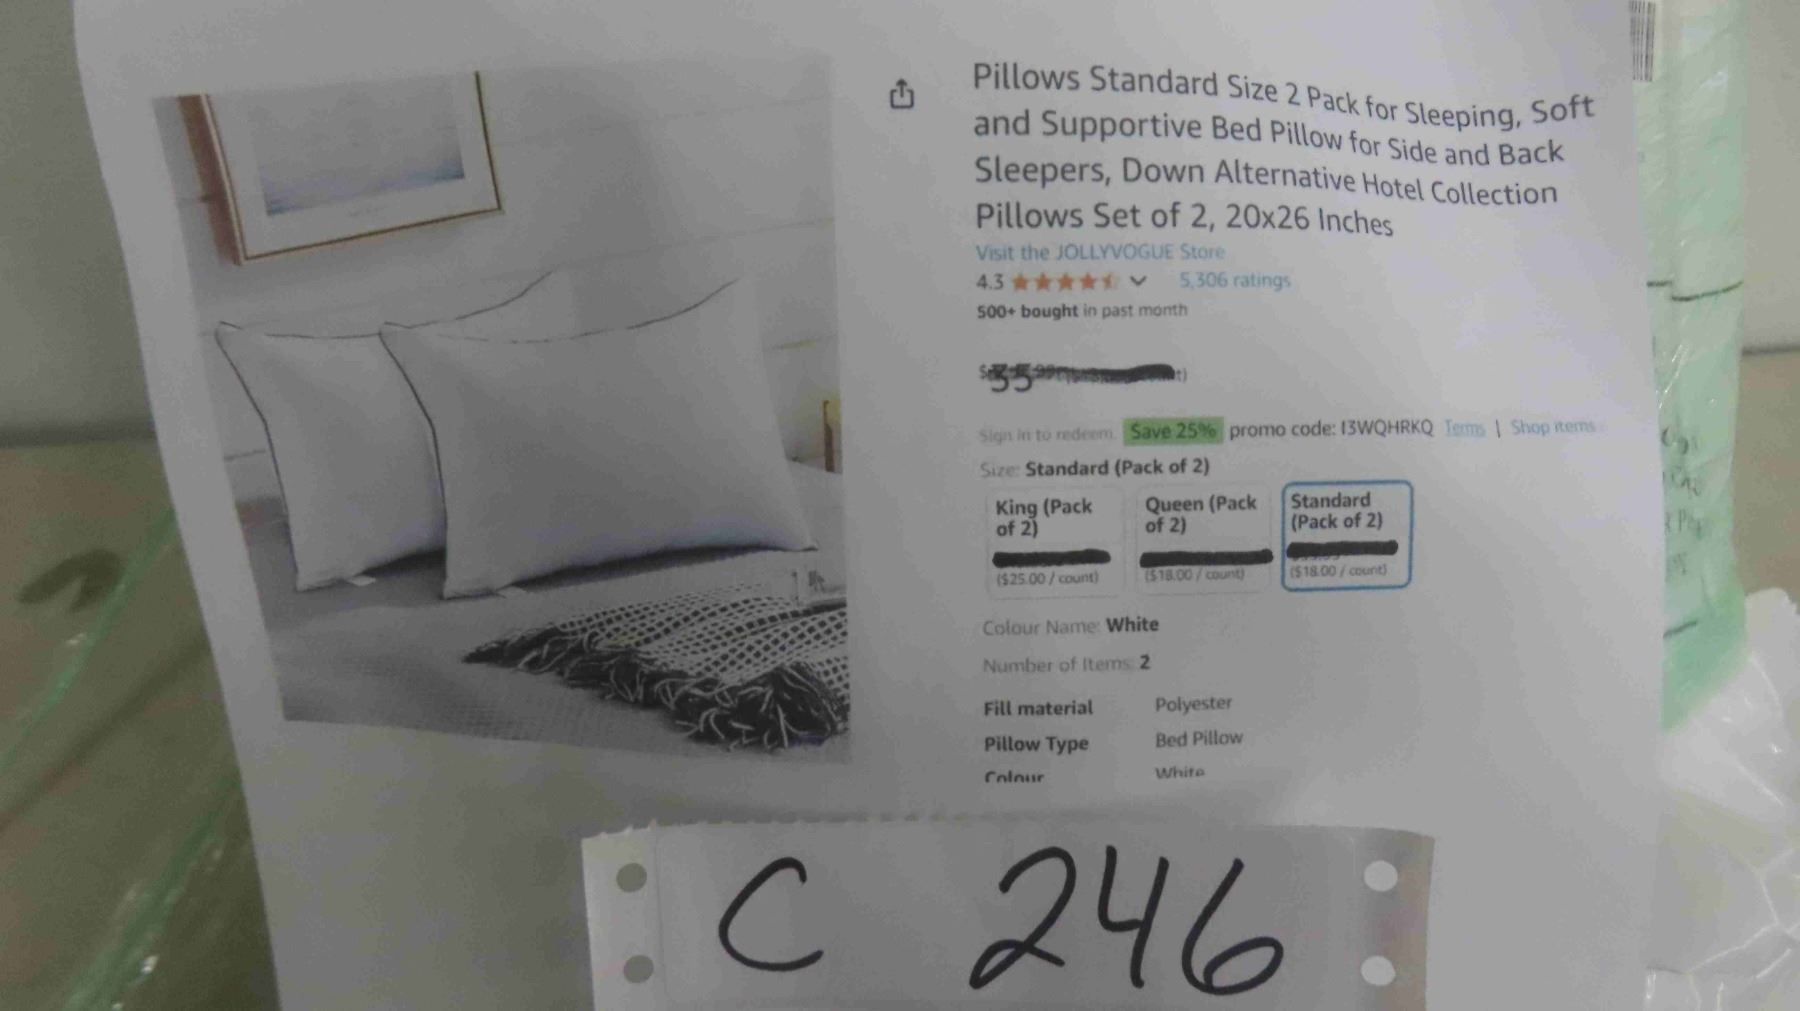 Pillows Standard Size 2 Pack for Sleeping, Soft
and Supportive Bed Pillow for Side and Back
Sleepers, Down Alternative Hotel Collection
Pillows Set of 2, 20x26 Inches
Visit the JOLLYVOGUE Store
4.3 5,306 ratings
500+ bought in past month
$35
Sign in to redeem. Save 25% promo code: I3WQHRKQ Terms | Shop items
Size: Standard (Pack of 2)
King (Pack
of 2)
($25.00 / count)
Queen (Pack
of 2)
($18.00 / count)
Standard
(Pack of 2)
($18.00 / count)
Colour Name: White
Number of Items: 2
Fill material Polyester
Pillow Type Bed Pillow
Colour White
C 246